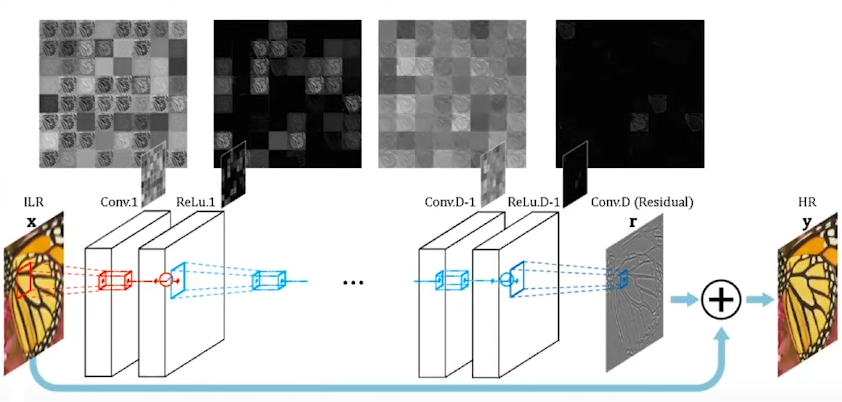 ILR
x
Conv.1
ReLu.1
...
Conv.D-1
ReLu.D-1
Conv.D (Residual)
r
HR
y